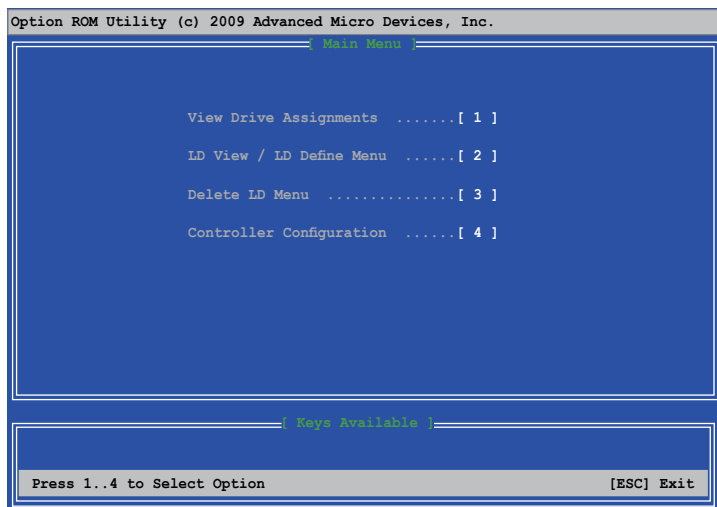 Option ROM Utility (c) 2009 Advanced Micro Devices, Inc.
[ Main Menu ]
View Drive Assignments .......[ 1 ]
LD View / LD Define Menu ......[ 2 ]
Delete LD Menu ...............[ 3 ]
Controller Configuration ......[ 4 ]
[ Keys Available ]
Press 1..4 to Select Option [ESC] Exit